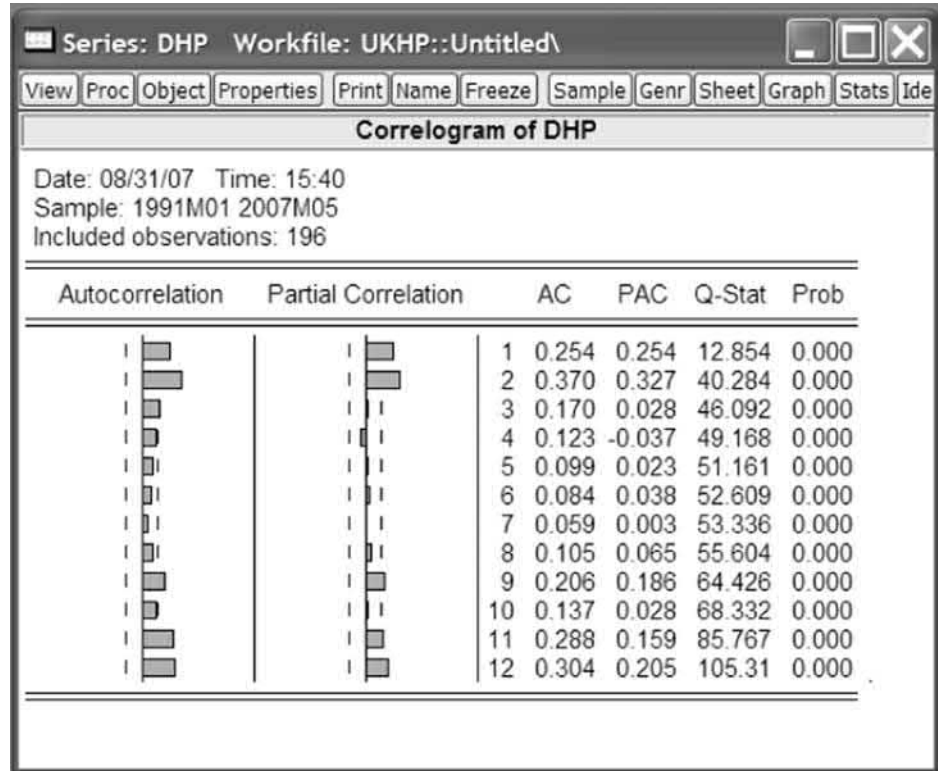 Series: DHP Workfile: UKHP::Untitled\
View Proc Object Properties Print Name Freeze Sample Genr Sheet Graph Stats Ide
Correlogram of DHP
Date: 08/31/07 Time: 15:40
Sample: 1991M01 2007M05
Included observations: 196
Autocorrelation Partial Correlation AC PAC Q-Stat Prob
1 0.254 0.254 12.854 0.000
2 0.370 0.327 40.284 0.000
3 0.170 0.028 46.092 0.000
4 0.123 -0.037 49.168 0.000
5 0.099 0.023 51.161 0.000
6 0.084 0.038 52.609 0.000
7 0.059 0.003 53.336 0.000
8 0.105 0.065 55.604 0.000
9 0.206 0.186 64.426 0.000
10 0.137 0.028 68.332 0.000
11 0.288 0.159 85.767 0.000
12 0.304 0.205 105.31 0.000